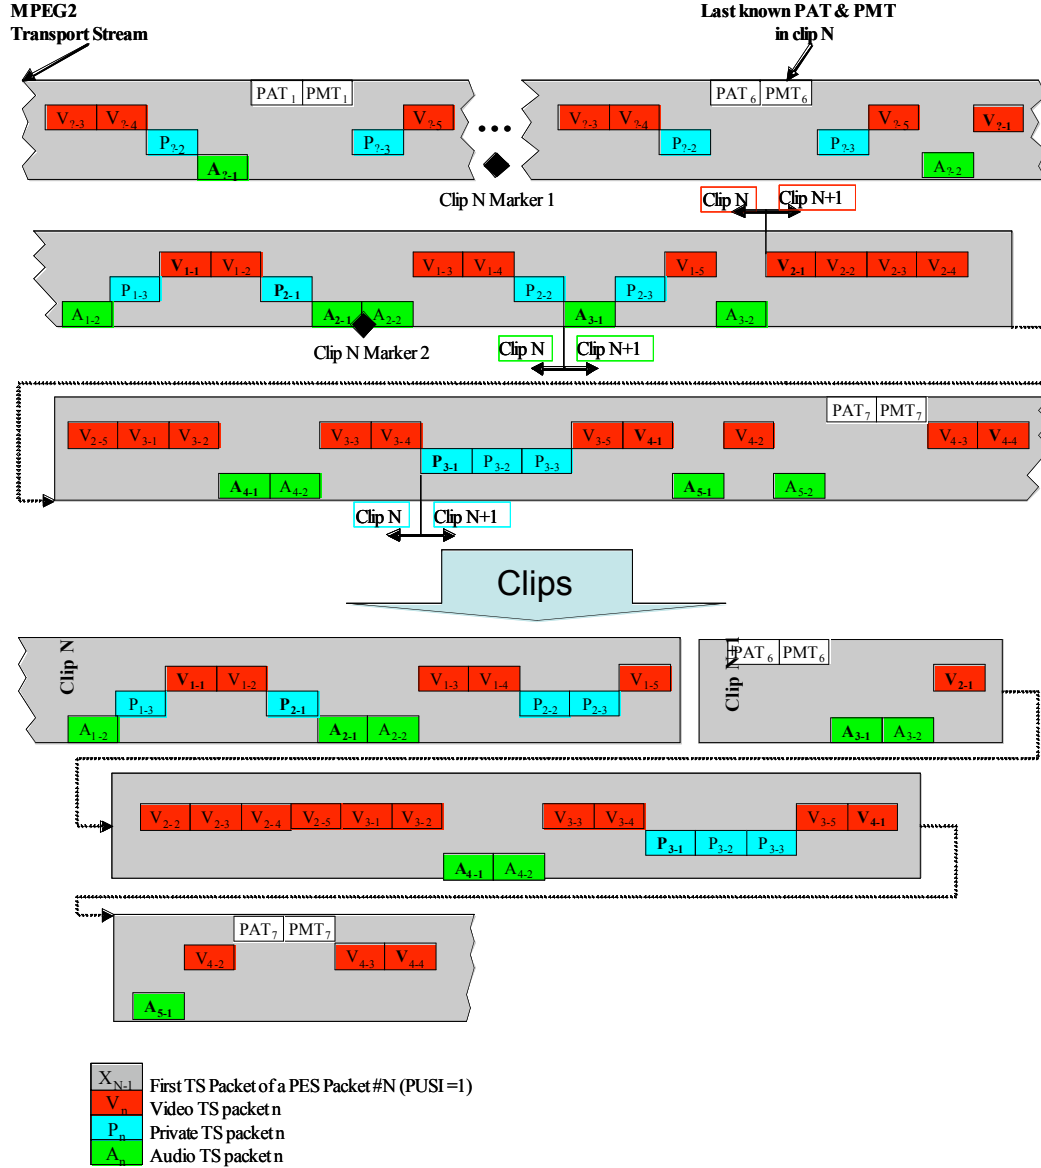 MPEG2
Transport Stream
Last known PAT & PMT
in clip N
PAT1 PMT1
PAT6 PMT6
V?-3 V?-4 V?-5
V?-3 V?-4 V?-5 V?-1
P?-2 P?-3
P?-2 P?-3
A?-1
A?-2
...
Clip N Marker 1
Clip N Clip N+1
V1-1 V1-2 V1-3 V1-4 V1-5 V2-1 V2-2 V2-3 V2-4
P1-3 P2-1 P2-2 P2-3
A1-2 A2-1 A2-2 A3-1 A3-2
Clip N Marker 2
Clip N Clip N+1
PAT7 PMT7
V2-5 V3-1 V3-2 V3-3 V3-4 V3-5 V4-1 V4-2 V4-3 V4-4
P3-1 P3-2 P3-3
A4-1 A4-2 A5-1 A5-2
Clip N Clip N+1
Clips
Clip N
V1-1 V1-2 V1-3 V1-4 V1-5
P1-3 P2-1 P2-2 P2-3
A1-2 A2-1 A2-2
Clip N+1
PAT6 PMT6
V2-1
A3-1 A3-2
V2-2 V2-3 V2-4 V2-5 V3-1 V3-2 V3-3 V3-4 V3-5 V4-1
P3-1 P3-2 P3-3
A4-1 A4-2
PAT7 PMT7
V4-2 V4-3 V4-4
A5-1
XN-1 First TS Packet of a PES Packet #N (PUSI =1)
Vn Video TS packet n
Pn Private TS packet n
An Audio TS packet n